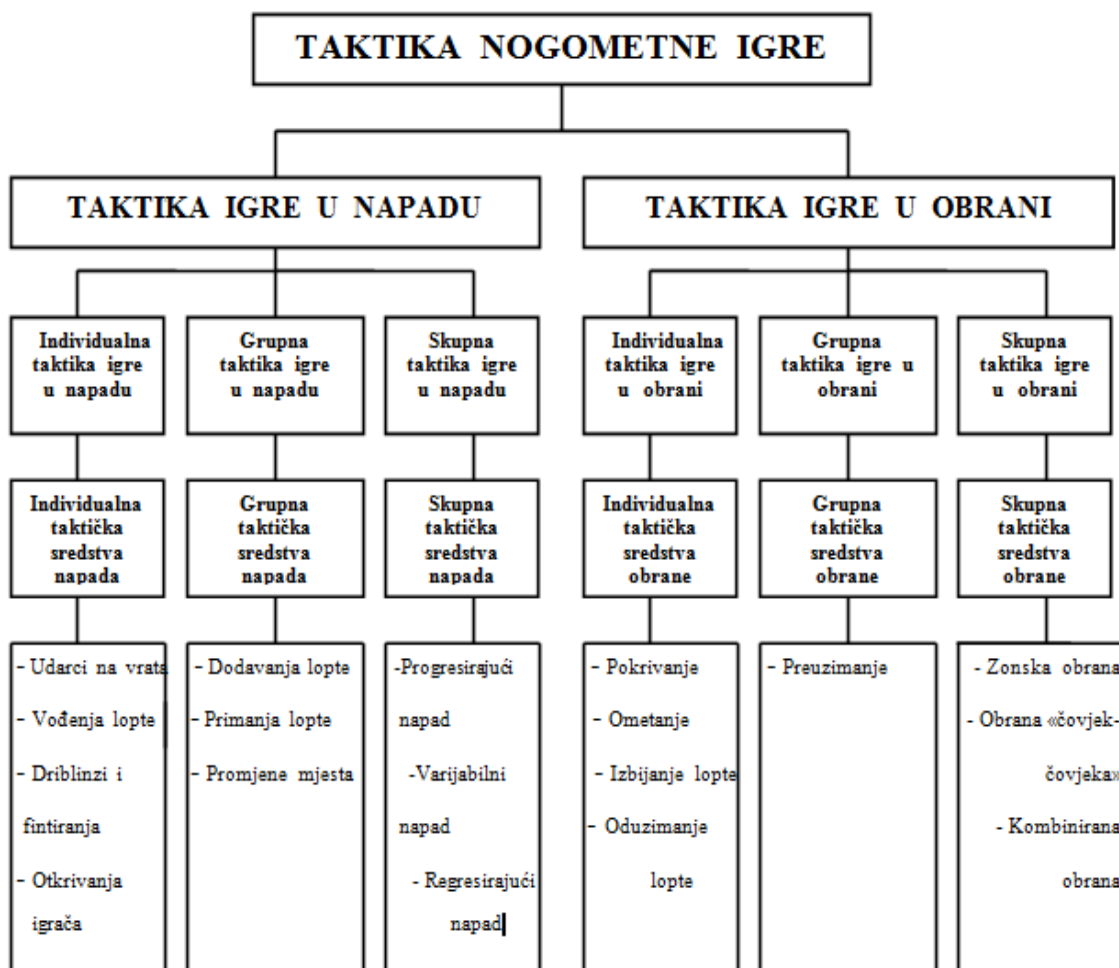 TAKTIKA NOGOMETNE IGRE
TAKTIKA IGRE U NAPADU
TAKTIKA IGRE U OBRANI
Individualna
taktika igre
u napadu
Grupna
taktika igre
u napadu
Skupna
taktika igre
u napadu
Individualna
taktika igre
u obrani
Grupna
taktika igre u
obrani
Skupna
taktika igre
u obrani
Individualna
taktička
sredstva
napada
Grupna
taktička
sredstva
napada
Skupna
taktička
sredstva
napada
Individualna
taktička
sredstva
obrane
Grupna
taktička
sredstva
obrane
Skupna
taktička
sredstva
obrane
- Udarci na vrata
- Vođenja lopte
- Driblinzi i
fintiranja
- Otkrivanja
igrača
- Dodavanja lopte
- Primanja lopte
- Promjene mjesta
-Progresirajući
napad
-Varijabilni
napad
- Regresirajući
napad
- Pokrivanje
- Ometanje
- Izbijanje lopte
- Oduzimanje
lopte
- Preuzimanje
- Zonska obrana
- Obrana «čovjek-
čovjeka»
- Kombinirana
obrana